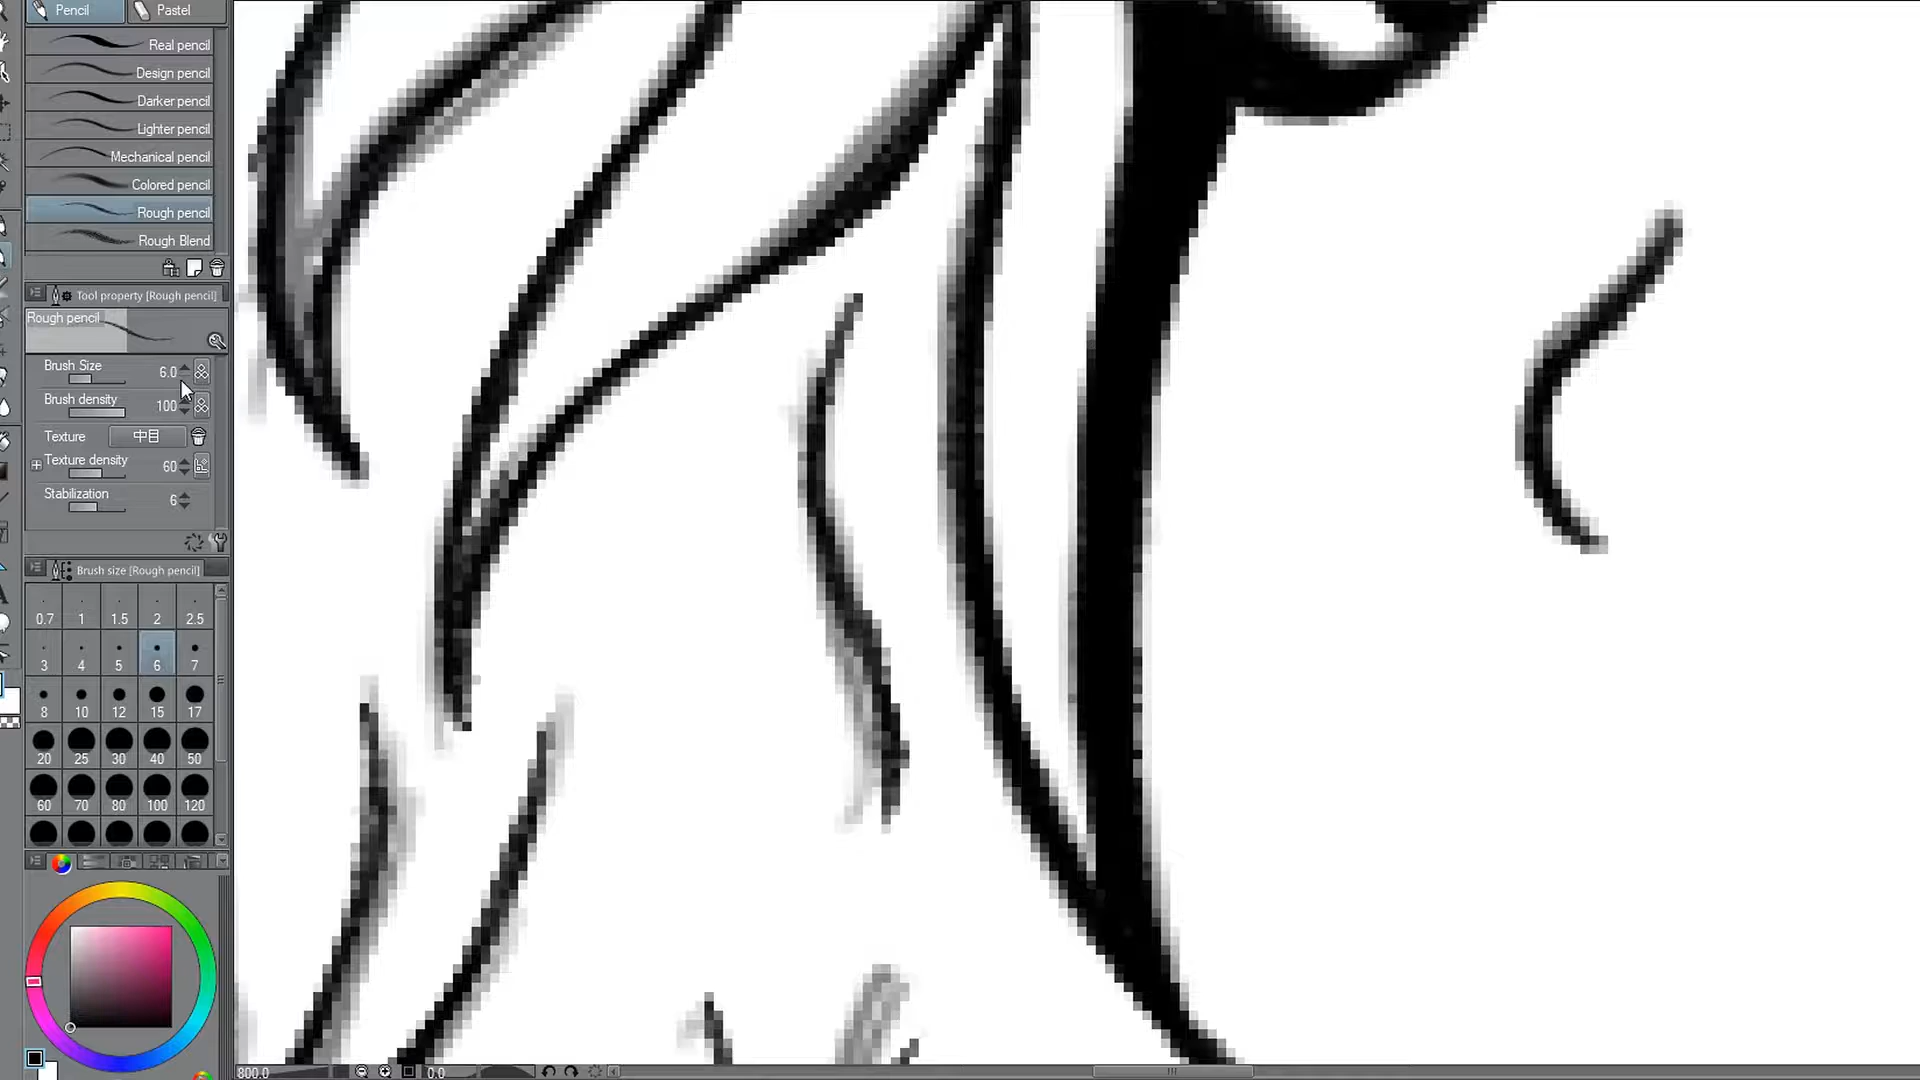 Pencil Pastel
Real pencil
Design pencil
Darker pencil
Lighter pencil
Mechanical pencil
Colored pencil
Rough pencil
Rough Blend
Tool property [Rough pencil]
Rough pencil
Brush Size 6.0
Brush density 100
Texture 中目
Texture density 60
Stabilization 6
Brush size [Rough pencil]
0.7 1 1.5 2 2.5
3 4 5 6 7
8 10 12 15 17
20 25 30 40 50
60 70 80 100 120
800.0 0.0